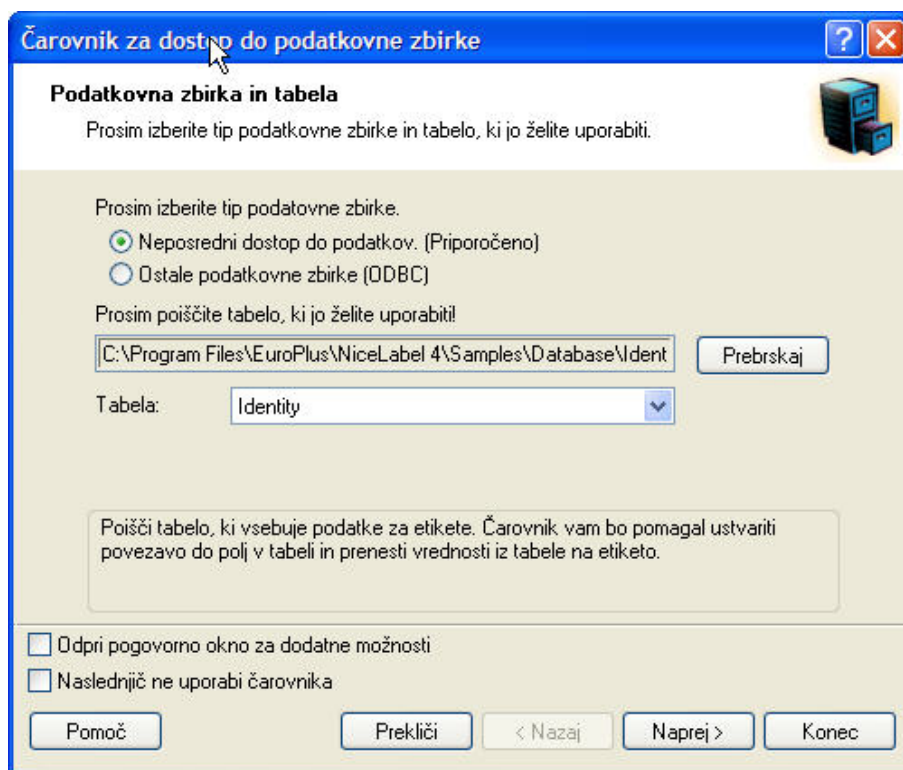 Čarovnik za dostop do podatkovne zbirke
Podatkovna zbirka in tabela
Prosim izberite tip podatkovne zbirke in tabelo, ki jo želite uporabiti.
Prosim izberite tip podatovne zbirke.
Neposredni dostop do podatkov. (Priporočeno)
Ostale podatkovne zbirke (ODBC)
Prosim poiščite tabelo, ki jo želite uporabiti!
C:\Program Files\EuroPlus\NiceLabel 4\Samples\Database\Ident
Prebrskaj
Tabela:
Identity
Poišči tabelo, ki vsebuje podatke za etikete. Čarovnik vam bo pomagal ustvariti
povezavo do polj v tabeli in prenesti vrednosti iz tabele na etiketo.
Odpri pogovorno okno za dodatne možnosti
Naslednjič ne uporabi čarovnika
Pomoč
Prekliči
< Nazaj
Naprej >
Konec